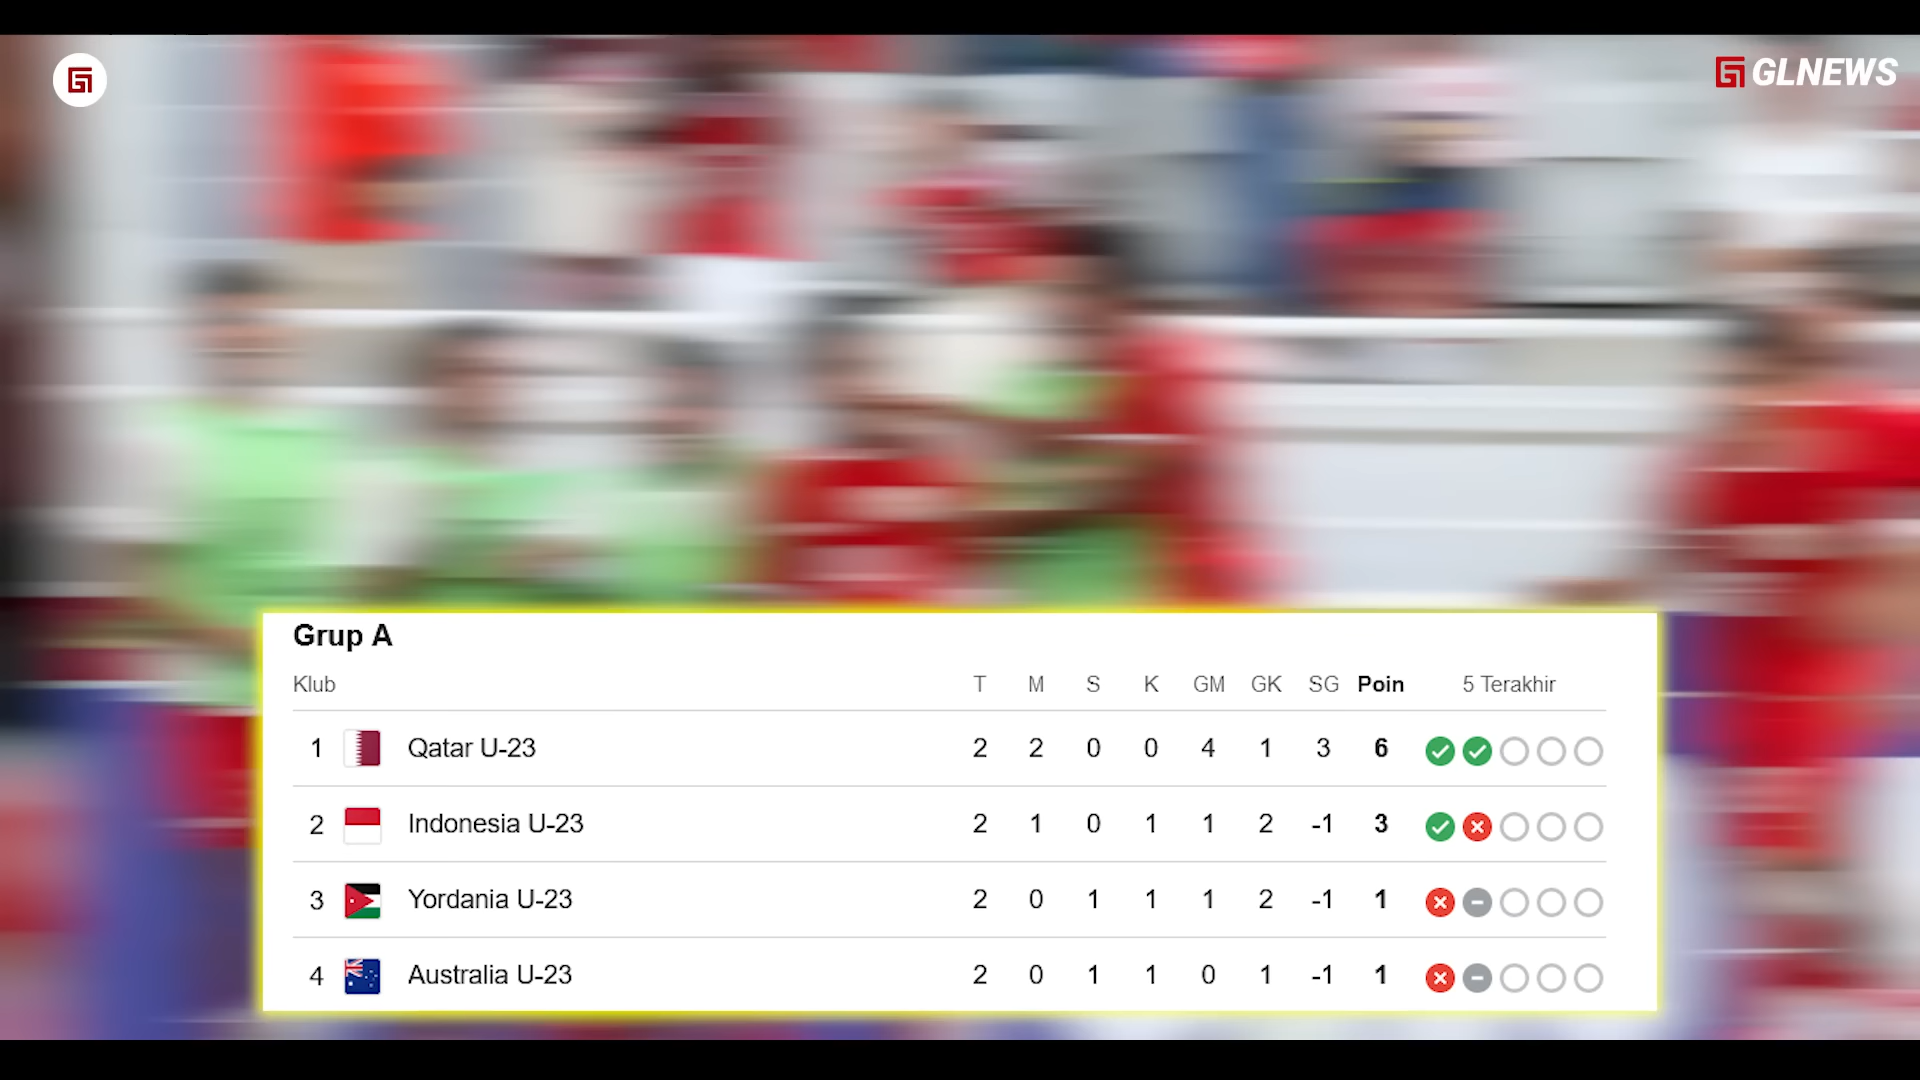 GLNEWS
Grup A
Klub T M S K GM GK SG Poin 5 Terakhir
1 Qatar U-23 2 2 0 0 4 1 3 6
2 Indonesia U-23 2 1 0 1 1 2 -1 3
3 Yordania U-23 2 0 1 1 1 2 -1 1
4 Australia U-23 2 0 1 1 0 1 -1 1